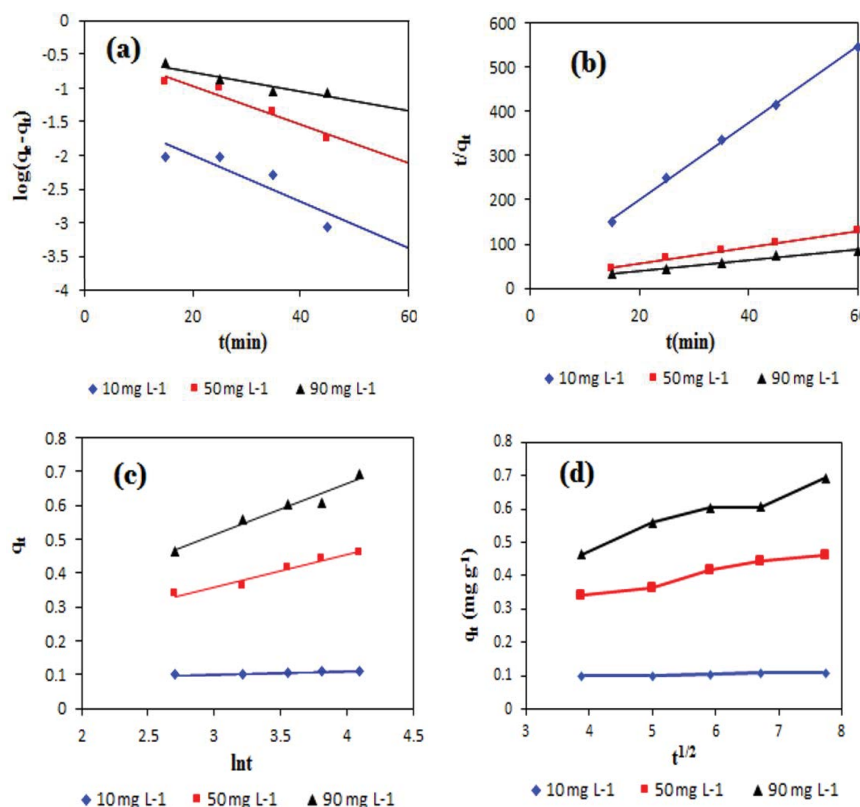 (a)
0
-0.5
-1
-1.5
-2
-2.5
-3
-3.5
-4
log(qe-qt)
0 20 40 60
t(min)
10 mg L-1 50 mg L-1 90 mg L-1
(b)
600
500
400
300
200
100
0
t/qt
0 20 40 60
t(min)
10 mg L-1 50 mg L-1 90 mg L-1
(c)
0.8
0.7
0.6
0.5
0.4
0.3
0.2
0.1
0
qt
2 2.5 3 3.5 4 4.5
lnt
10 mg L-1 50 mg L-1 90 mg L-1
(d)
0.8
0.7
0.6
0.5
0.4
0.3
0.2
0.1
0
qt (mg g-1)
3 4 5 6 7 8
t1/2
10 mg L-1 50 mg L-1 90 mg L-1